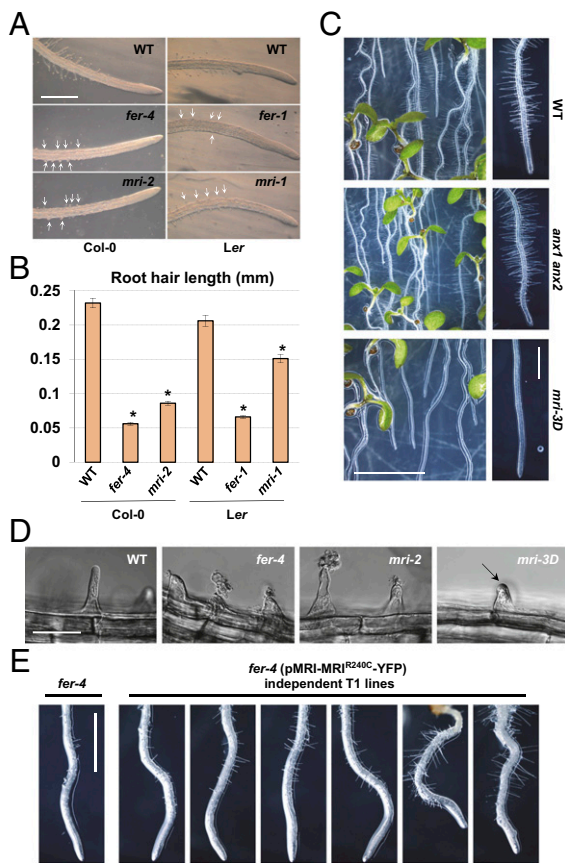 A
WT
WT
fer-4
fer-1
mri-2
mri-1
Col-0
Ler
B
Root hair length (mm)
0.25
0.2
0.15
0.1
0.05
0
*
*
*
*
WT
fer-4
mri-2
WT
fer-1
mri-1
Col-0
Ler
C
WT
anx1 anx2
mri-3D
D
WT
fer-4
mri-2
mri-3D
E
fer-4
fer-4 (pMRI-MRIR240C-YFP)
independent T1 lines